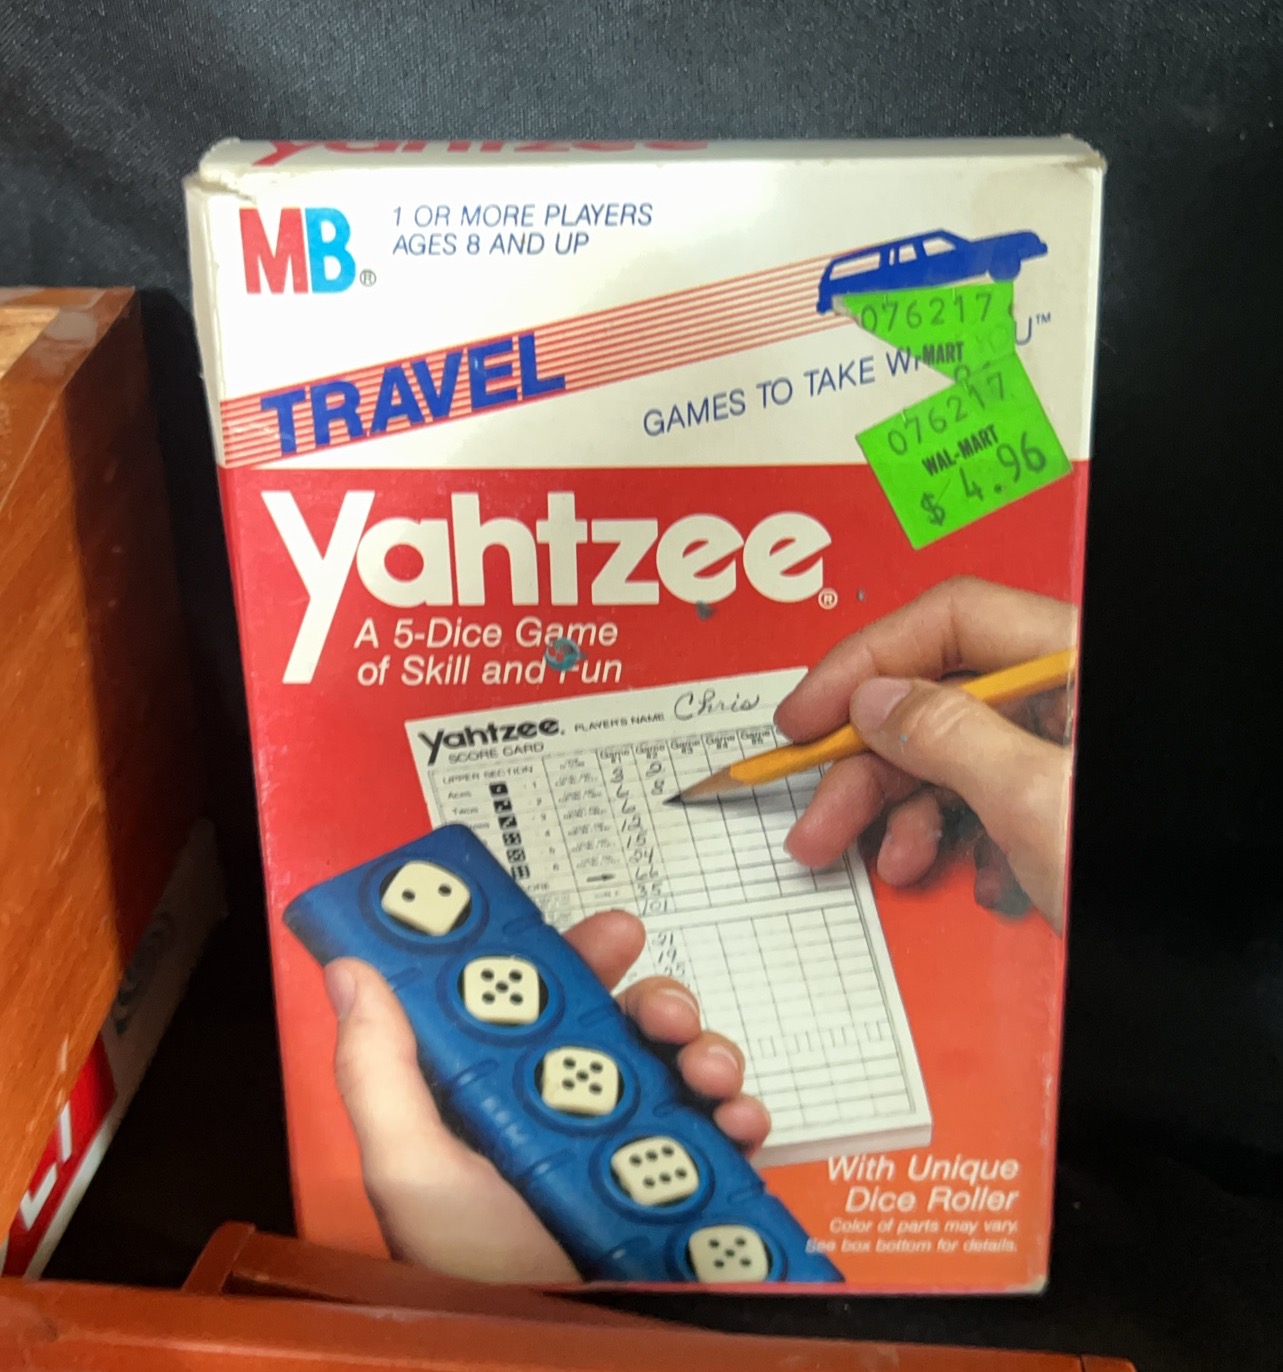 yahtzee
MB®
1 OR MORE PLAYERS
AGES 8 AND UP
TRAVEL
GAMES TO TAKE
076217
-MART
076217
WAL-MART
$ 4.96
Yahtzee®
A 5-Dice Game
of Skill and Fun
Yahtzee. PLAYER'S NAME Chris
SCORE CARD
UPPER SECTION
Aces
With Unique
Dice Roller
Color of parts may vary.
See box bottom for details.